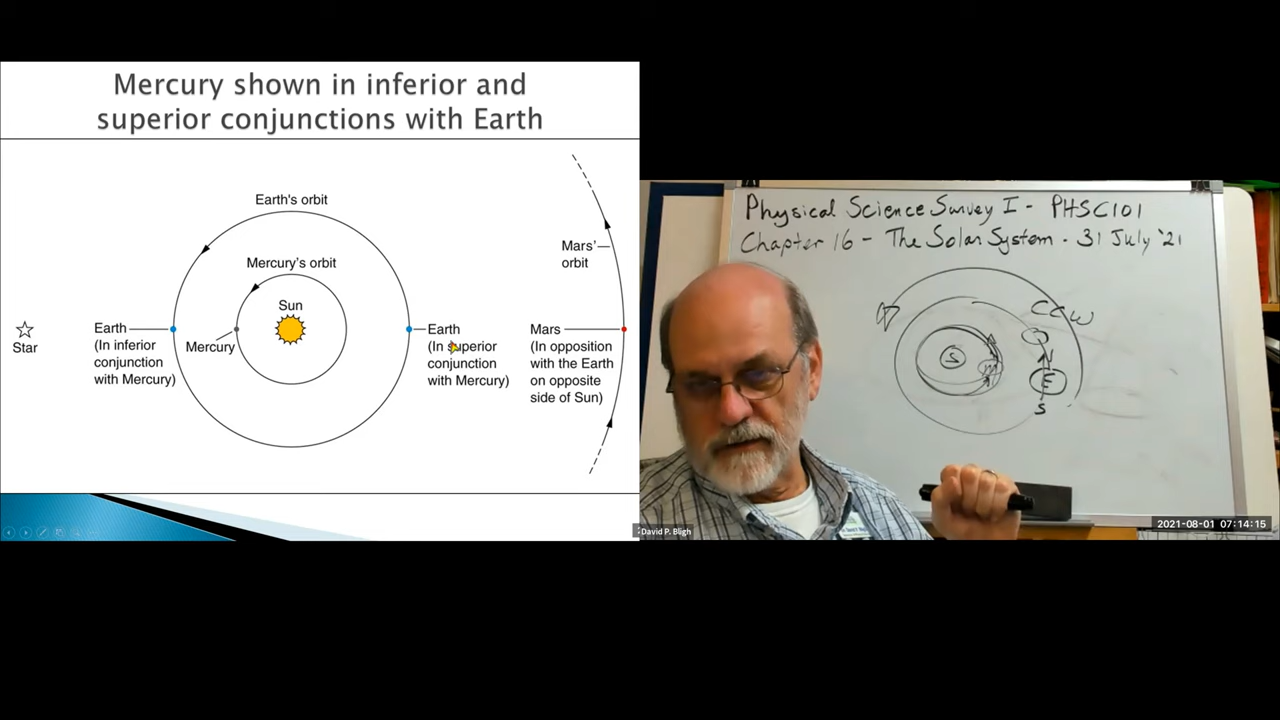 Mercury shown in inferior and
superior conjunctions with Earth
Earth's orbit
Mercury's orbit
Sun
Star
Earth
(In inferior
conjunction
with Mercury)
Mercury
Earth
(In superior
conjunction
with Mercury)
Mars'
orbit
Mars
(In opposition
with the Earth
on opposite
side of Sun)
Physical Science Survey I - PHSC101
Chapter 16 - The Solar System - 31 July '21
CCW
S
E
S
David P. Bligh
2021-08-01 07:14:15